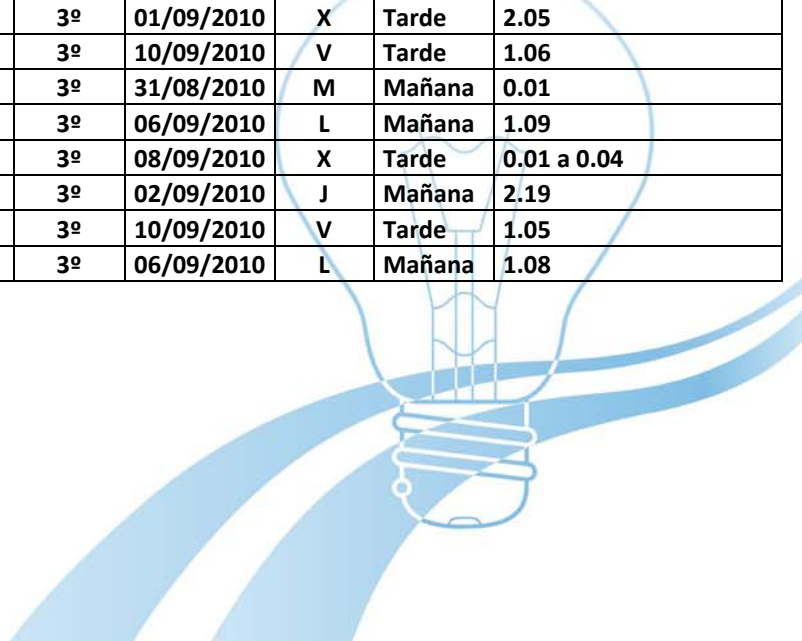 3º 01/09/2010 X Tarde 2.05
3º 10/09/2010 V Tarde 1.06
3º 31/08/2010 M Mañana 0.01
3º 06/09/2010 L Mañana 1.09
3º 08/09/2010 X Tarde 0.01 a 0.04
3º 02/09/2010 J Mañana 2.19
3º 10/09/2010 V Tarde 1.05
3º 06/09/2010 L Mañana 1.08